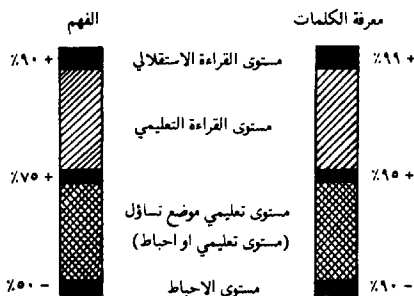 معرفة الكلمات
الفهم
٪٩٩ +
مستوى القراءة الاستقلالي
٪٩٠ +
مستوى القراءة التعليمي
٪٩٥ +
٪٧٥ +
مستوى تعليمي موضع تساؤل
(مستوى تعليمي او احباط)
٪٩٠ −
مستوى الاحباط
٪٥٠ −